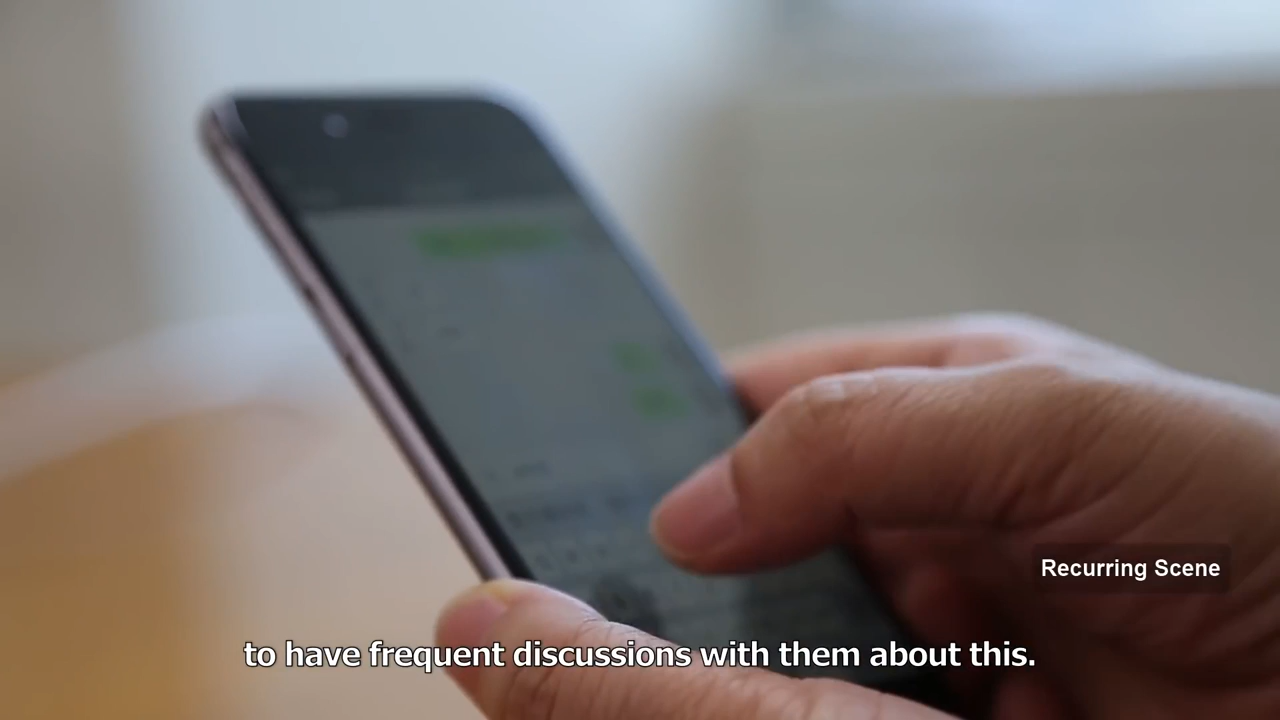 Recurring Scene
to have frequent discussions with them about this.